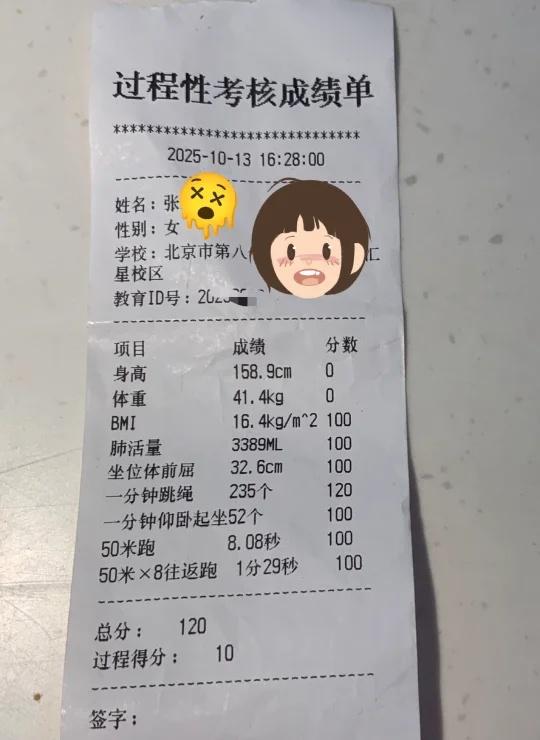 过程性考核成绩单
******************************
2025-10-13 16:28:00
姓名：张
性别：女
学校：北京市第八 汇
星校区
教育ID号：202
项目 成绩 分数
身高 158.9cm 0
体重 41.4kg 0
BMI 16.4kg/m^2 100
肺活量 3389ML 100
坐位体前屈 32.6cm 100
一分钟跳绳 235个 120
一分钟仰卧起坐52个 100
50米跑 8.08秒 100
50米×8往返跑 1分29秒 100
总分： 120
过程得分： 10
签字：